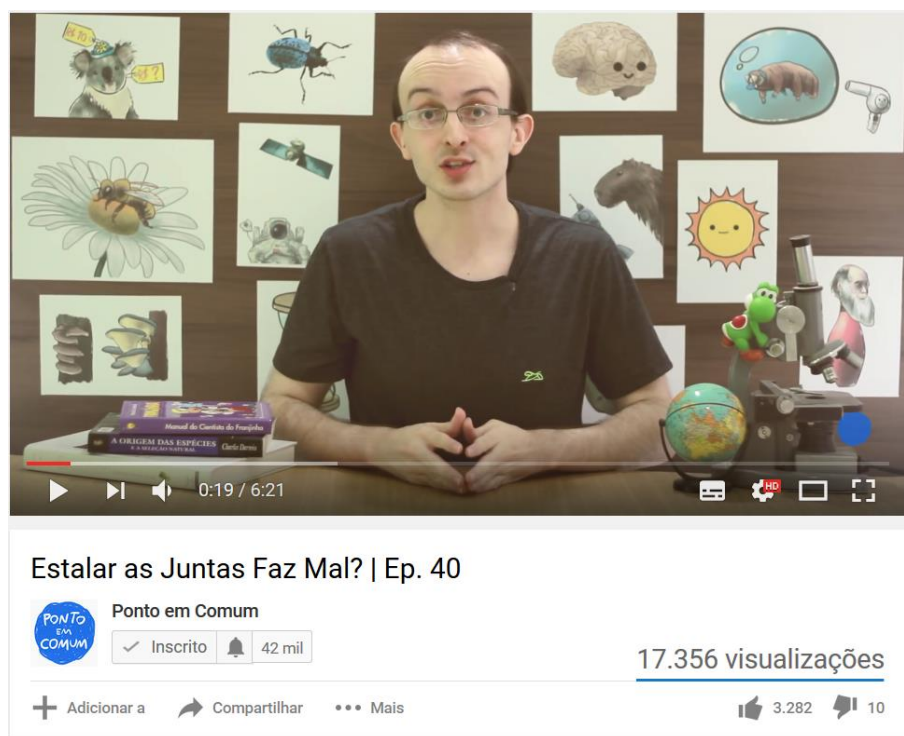 Manual do Cientista do Franjinha
A ORIGEM DAS ESPÉCIES
E A SELEÇÃO NATURAL
Charles Darwin
0:19 / 6:21
HD
Estalar as Juntas Faz Mal? | Ep. 40
PONTO
EM
COMUM
Ponto em Comum
Inscrito
42 mil
17.356 visualizações
Adicionar a
Compartilhar
Mais
3.282
10